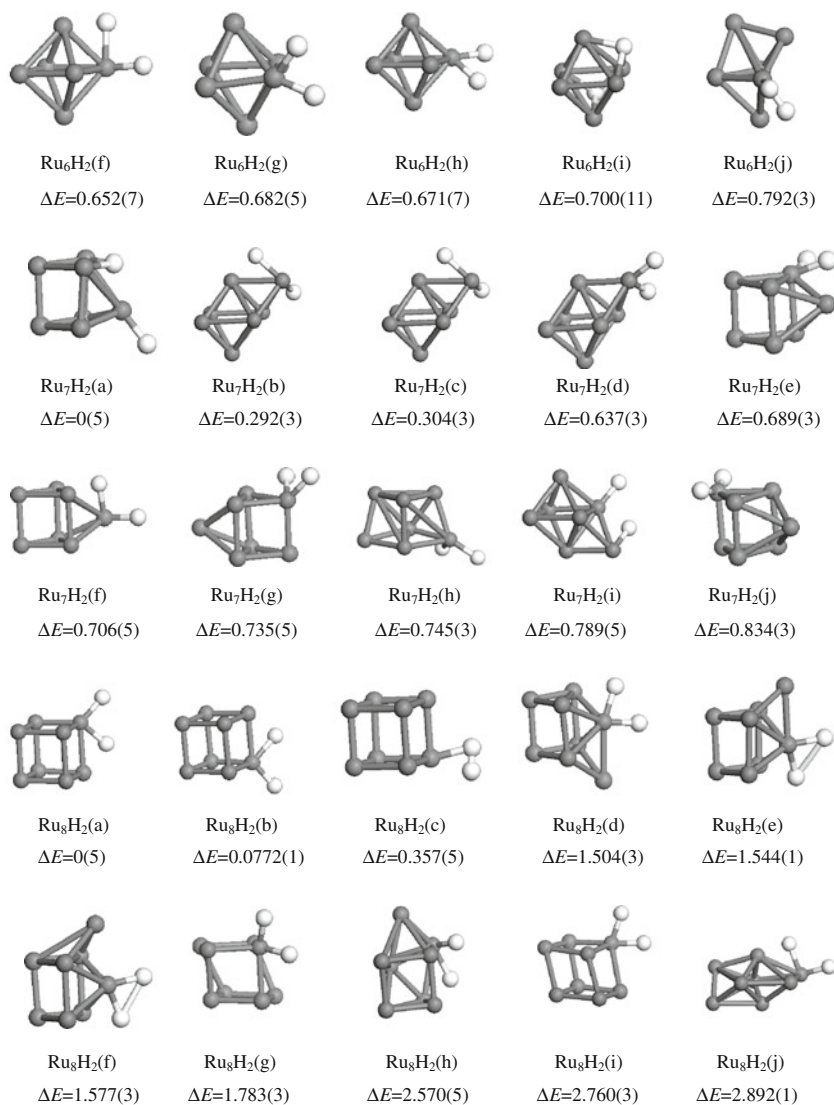 Ru₆H₂(f) Ru₆H₂(g) Ru₆H₂(h) Ru₆H₂(i) Ru₆H₂(j)
ΔE=0.652(7) ΔE=0.682(5) ΔE=0.671(7) ΔE=0.700(11) ΔE=0.792(3)
Ru₇H₂(a) Ru₇H₂(b) Ru₇H₂(c) Ru₇H₂(d) Ru₇H₂(e)
ΔE=0(5) ΔE=0.292(3) ΔE=0.304(3) ΔE=0.637(3) ΔE=0.689(3)
Ru₇H₂(f) Ru₇H₂(g) Ru₇H₂(h) Ru₇H₂(i) Ru₇H₂(j)
ΔE=0.706(5) ΔE=0.735(5) ΔE=0.745(3) ΔE=0.789(5) ΔE=0.834(3)
Ru₈H₂(a) Ru₈H₂(b) Ru₈H₂(c) Ru₈H₂(d) Ru₈H₂(e)
ΔE=0(5) ΔE=0.0772(1) ΔE=0.357(5) ΔE=1.504(3) ΔE=1.544(1)
Ru₈H₂(f) Ru₈H₂(g) Ru₈H₂(h) Ru₈H₂(i) Ru₈H₂(j)
ΔE=1.577(3) ΔE=1.783(3) ΔE=2.570(5) ΔE=2.760(3) ΔE=2.892(1)